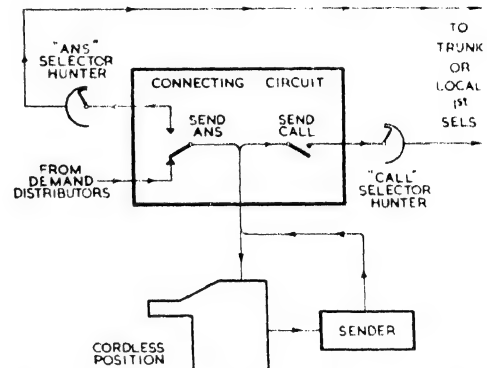 "ANS"
SELECTOR
HUNTER
CONNECTING CIRCUIT
SEND
ANS
SEND
CALL
FROM
DEMAND
DISTRIBUTORS
TO
TRUNK
OR
LOCAL
1st
SELS
"CALL"
SELECTOR
HUNTER
CORDLESS
POSITION
SENDER